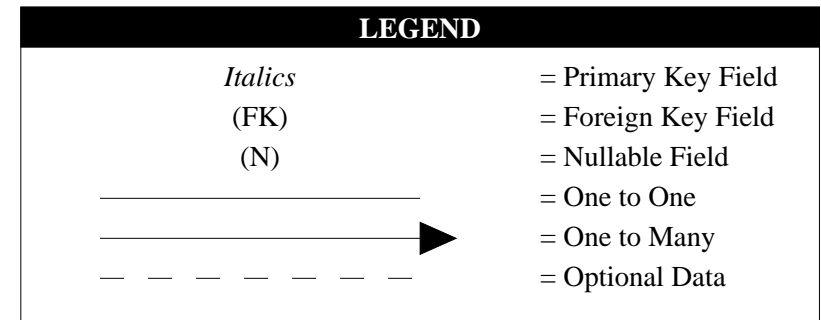 LEGEND
Italics = Primary Key Field
(FK) = Foreign Key Field
(N) = Nullable Field
= One to One
= One to Many
= Optional Data